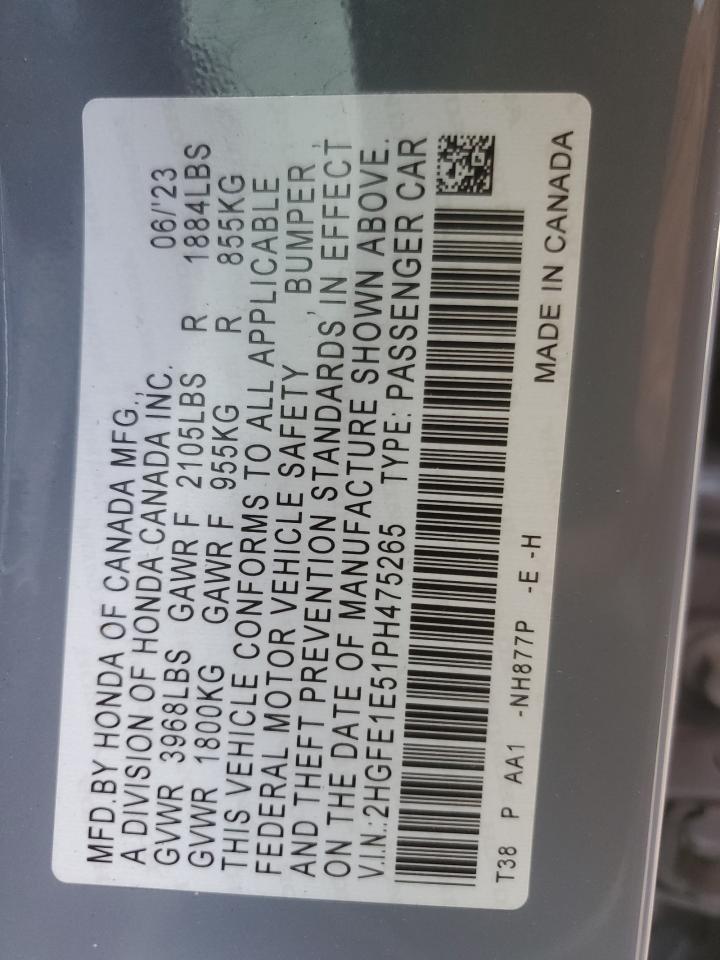 MFD.BY HONDA OF CANADA MFG.,
A DIVISION OF HONDA CANADA INC. 06/'23
GVWR 3968LBS GAWR F 2105LBS R 1884LBS
GVWR 1800KG GAWR F 955KG R 855KG
THIS VEHICLE CONFORMS TO ALL APPLICABLE
FEDERAL MOTOR VEHICLE SAFETY , BUMPER ,
AND THEFT PREVENTION STANDARDS IN EFFECT
ON THE DATE OF MANUFACTURE SHOWN ABOVE.
V.I.N.:2HGFE1E51PH475265 TYPE: PASSENGER CAR
T38 P AA1 -NH877P -E -H
MADE IN CANADA